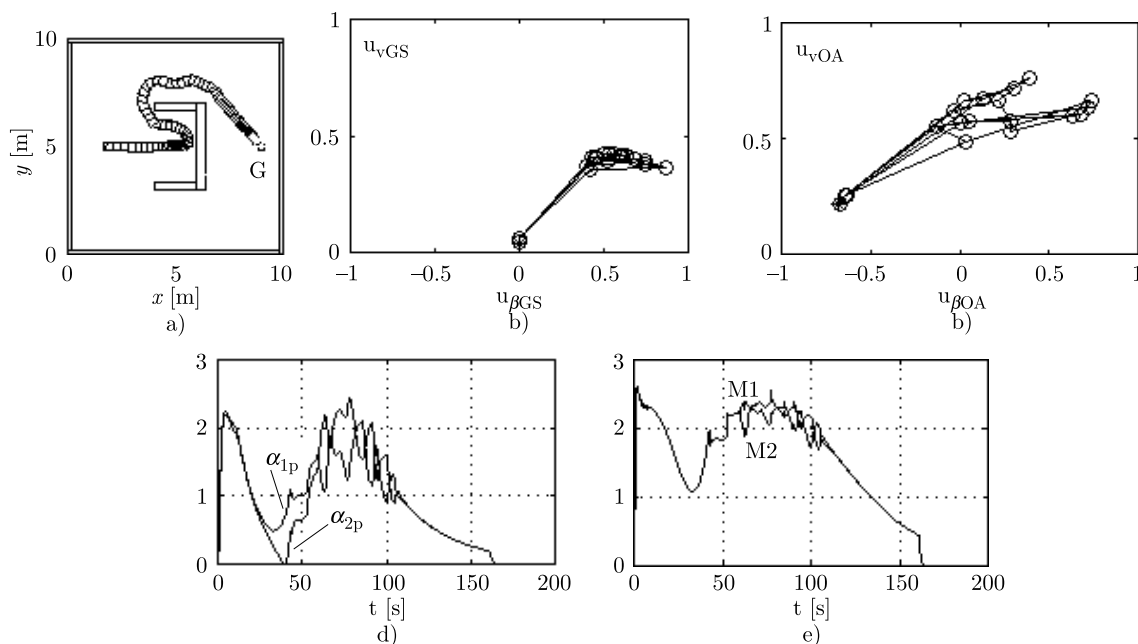 10
y [m]
5
0
G
0 5 10
x [m]
a)
1
u_vGS
0.5
0
−1 −0.5 0 0.5 1
u_βGS
b)
1
u_vOA
0.5
0
−1 −0.5 0 0.5 1
u_βOA
b)
3
2
1
0
α_1p
α_2p
0 50 100 150 200
t [s]
d)
3
2
1
0
M1
M2
0 50 100 150 200
t [s]
e)